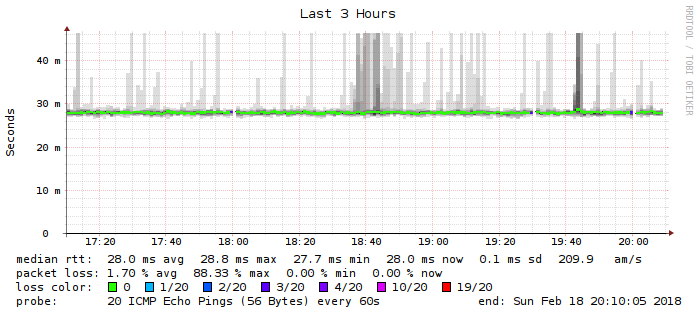 Last 3 Hours
RRDTOOL / TOBI OETIKER
Seconds
40 m
30 m
20 m
10 m
0
17:20 17:40 18:00 18:20 18:40 19:00 19:20 19:40 20:00
median rtt: 28.0 ms avg 28.8 ms max 27.7 ms min 28.0 ms now 0.1 ms sd 209.9 am/s
packet loss: 1.70 % avg 88.33 % max 0.00 % min 0.00 % now
loss color: 0 1/20 2/20 3/20 4/20 10/20 19/20
probe: 20 ICMP Echo Pings (56 Bytes) every 60s end: Sun Feb 18 20:10:05 2018